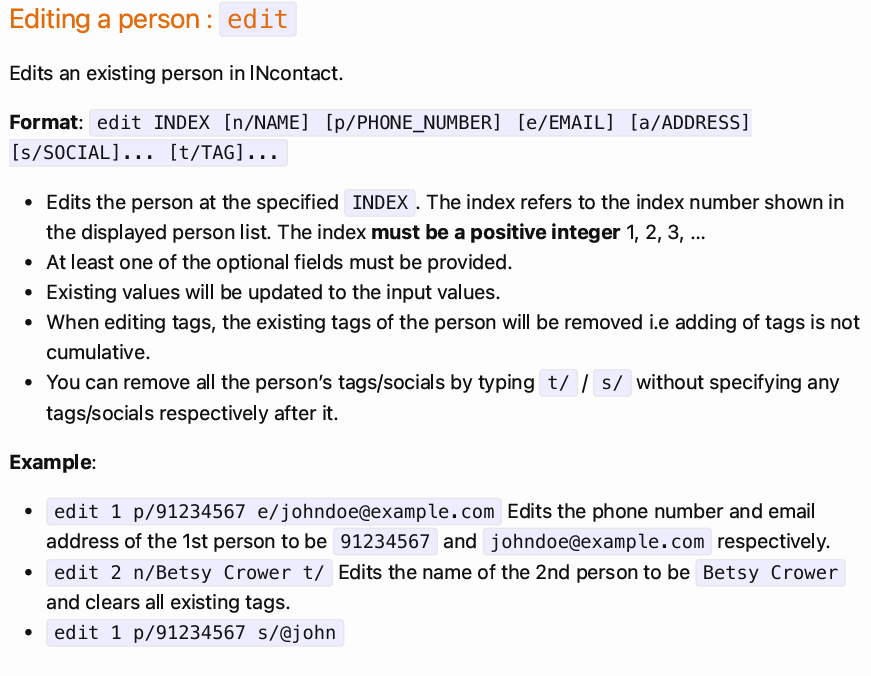 Editing a person : edit
Edits an existing person in INcontact.
Format: edit INDEX [n/NAME] [p/PHONE_NUMBER] [e/EMAIL] [a/ADDRESS]
[s/SOCIAL]... [t/TAG]...
• Edits the person at the specified INDEX. The index refers to the index number shown in
the displayed person list. The index must be a positive integer 1, 2, 3, …
• At least one of the optional fields must be provided.
• Existing values will be updated to the input values.
• When editing tags, the existing tags of the person will be removed i.e adding of tags is not
cumulative.
• You can remove all the person’s tags/socials by typing t/ / s/ without specifying any
tags/socials respectively after it.
Example:
• edit 1 p/91234567 e/johndoe@example.com Edits the phone number and email
address of the 1st person to be 91234567 and johndoe@example.com respectively.
• edit 2 n/Betsy Crower t/ Edits the name of the 2nd person to be Betsy Crower
and clears all existing tags.
• edit 1 p/91234567 s/@john